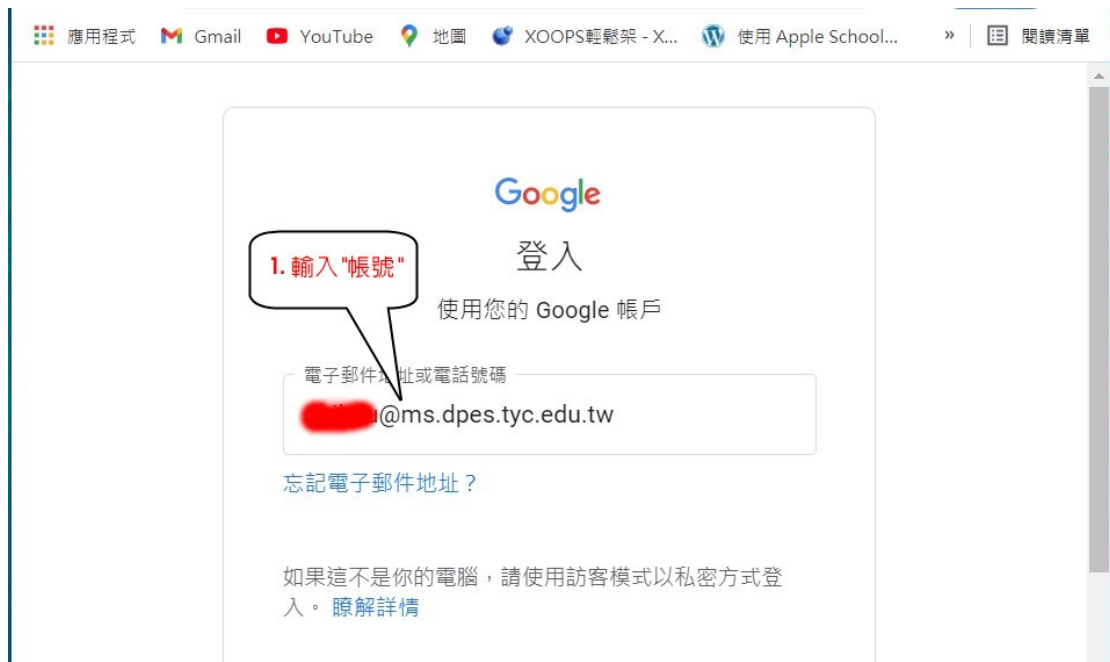 應用程式 Gmail YouTube 地圖 XOOPS輕鬆架 - X... 使用 Apple School... » 閱讀清單
Google
登入
1. 輸入"帳號"
使用您的 Google 帳戶
電子郵件地址或電話號碼
@ms.dpes.tyc.edu.tw
忘記電子郵件地址？
如果這不是你的電腦，請使用訪客模式以私密方式登
入。 瞭解詳情